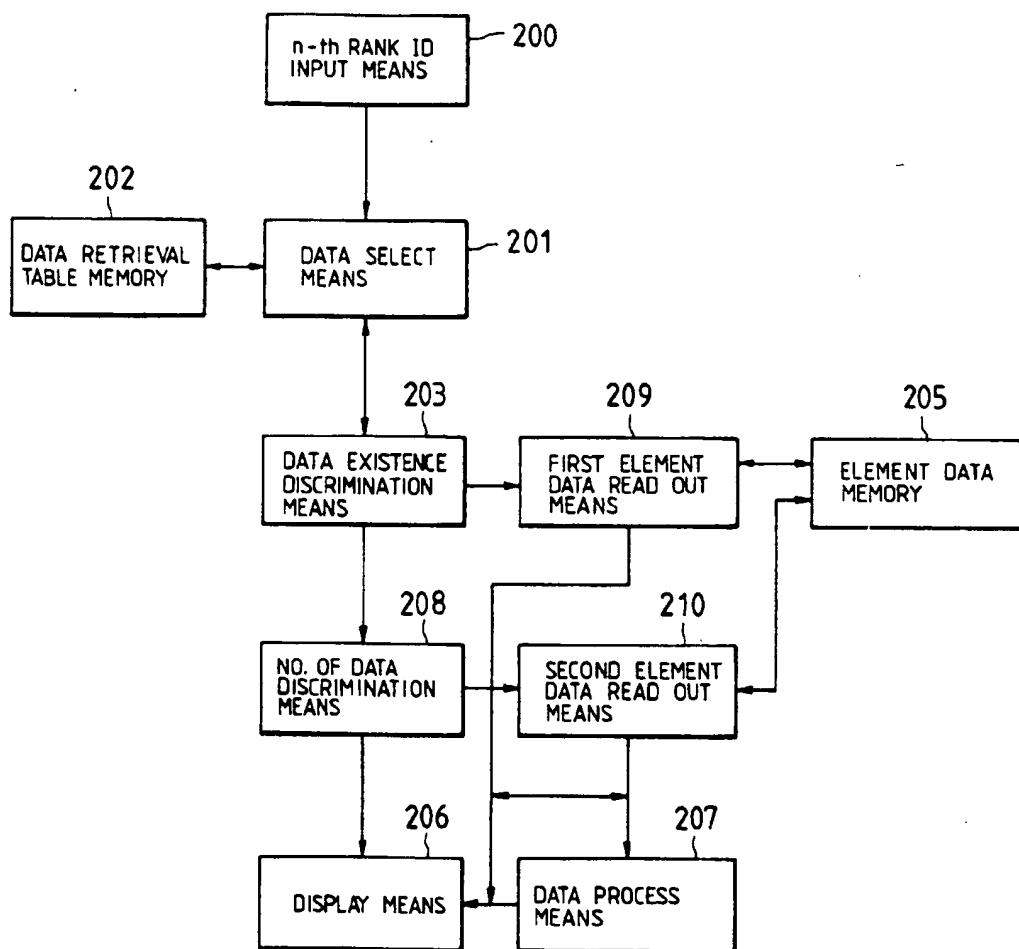 200
n-th RANK ID
INPUT MEANS
202
201
DATA RETRIEVAL
TABLE MEMORY
DATA SELECT
MEANS
203
209
205
DATA EXISTENCE
DISCRIMINATION
MEANS
FIRST ELEMENT
DATA READ OUT
MEANS
ELEMENT DATA
MEMORY
208
210
NO. OF DATA
DISCRIMINATION
MEANS
SECOND ELEMENT
DATA READ OUT
MEANS
206
207
DISPLAY MEANS
DATA PROCESS
MEANS